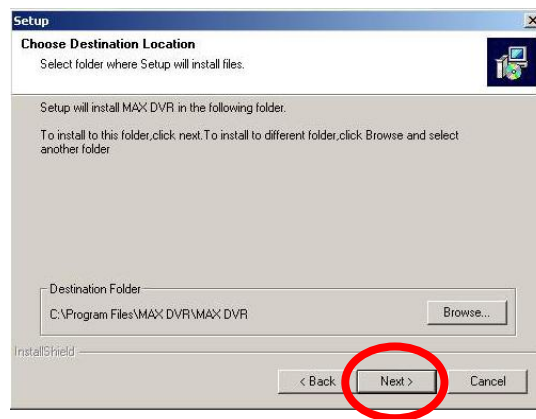 Setup
Choose Destination Location
Select folder where Setup will install files.
Setup will install MAX DVR in the following folder.
To install to this folder,click next.To install to different folder,click Browse and select
another folder
Destination Folder
C:\Program Files\MAX DVR\MAX DVR
Browse...
InstallShield
< Back
Next >
Cancel